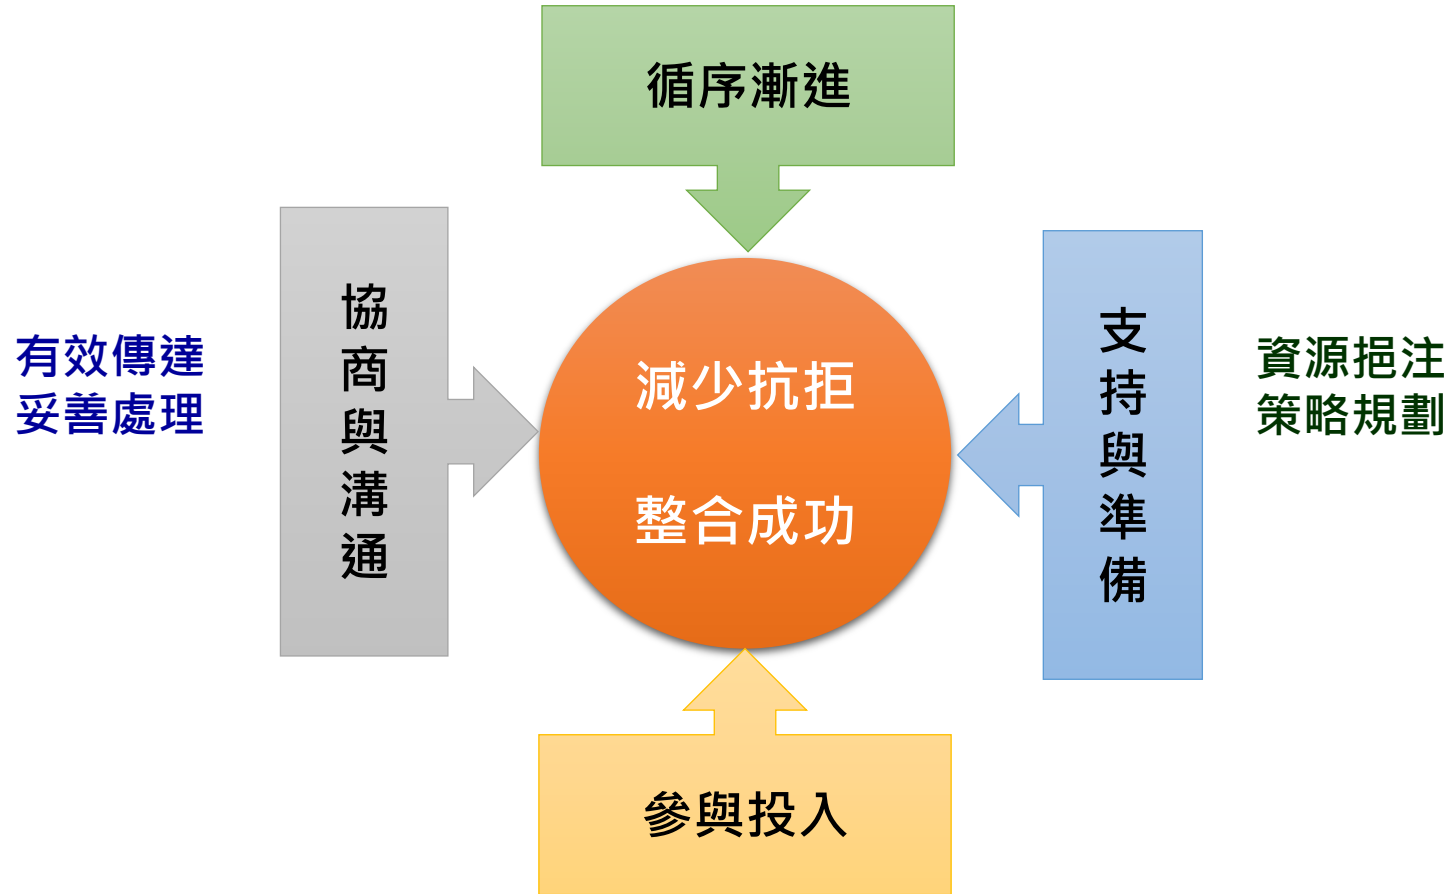 循序漸進
有效傳達
妥善處理
協商與溝通
減少抗拒
整合成功
支持與準備
資源挹注
策略規劃
參與投入